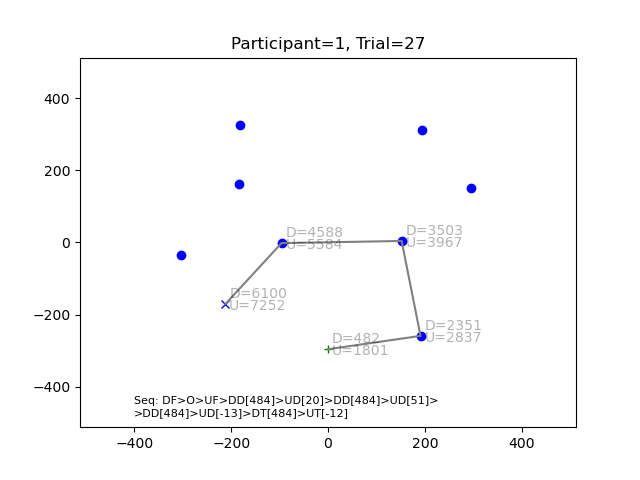 Participant=1, Trial=27
400
200
0
−200
−400
D=4588
U=5584
D=3503
U=3967
D=6100
U=7252
D=482
U=1801
D=2351
U=2837
Seq: DF>O>UF>DD[484]>UD[20]>DD[484]>UD[51]>
>DD[484]>UD[-13]>DT[484]>UT[-12]
−400
−200
0
200
400